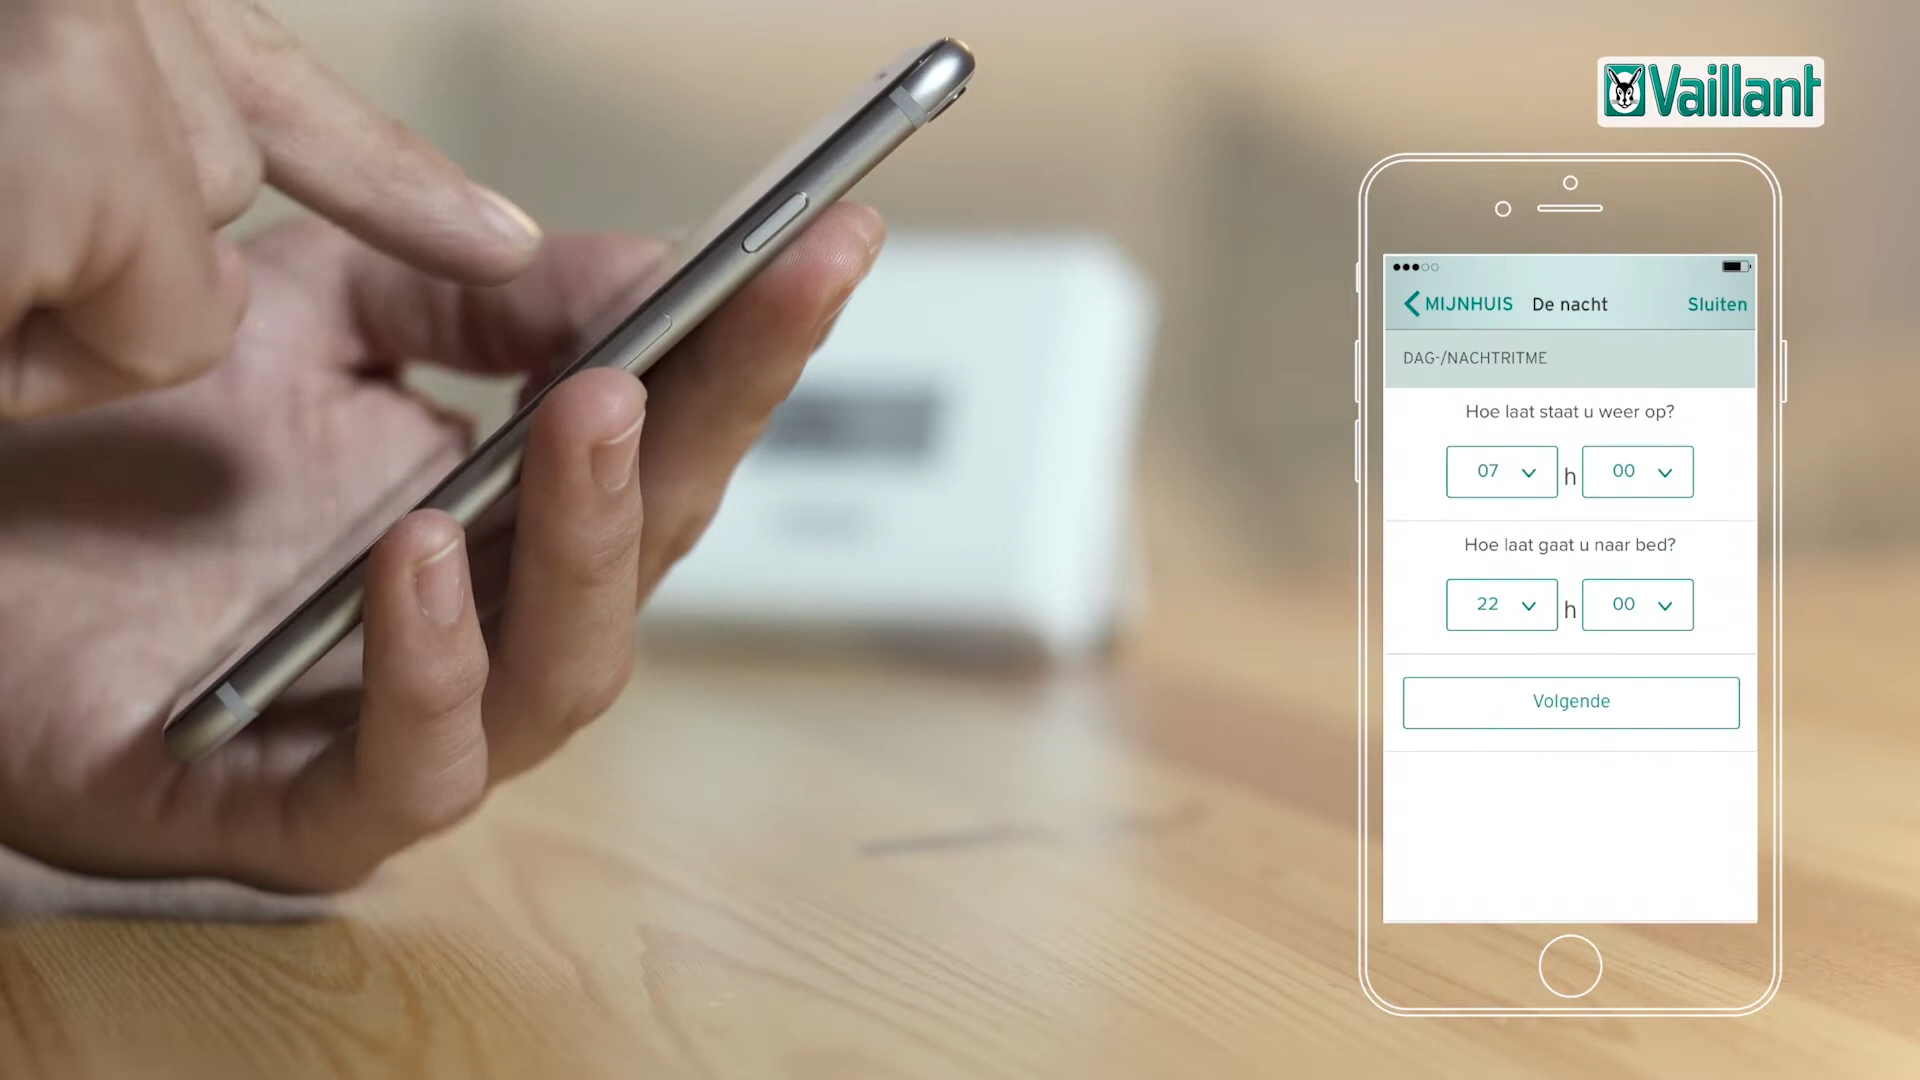 Vaillant
MIJNHUIS De nacht Sluiten
DAG-/NACHTRITME
Hoe laat staat u weer op?
07 h 00
Hoe laat gaat u naar bed?
22 h 00
Volgende